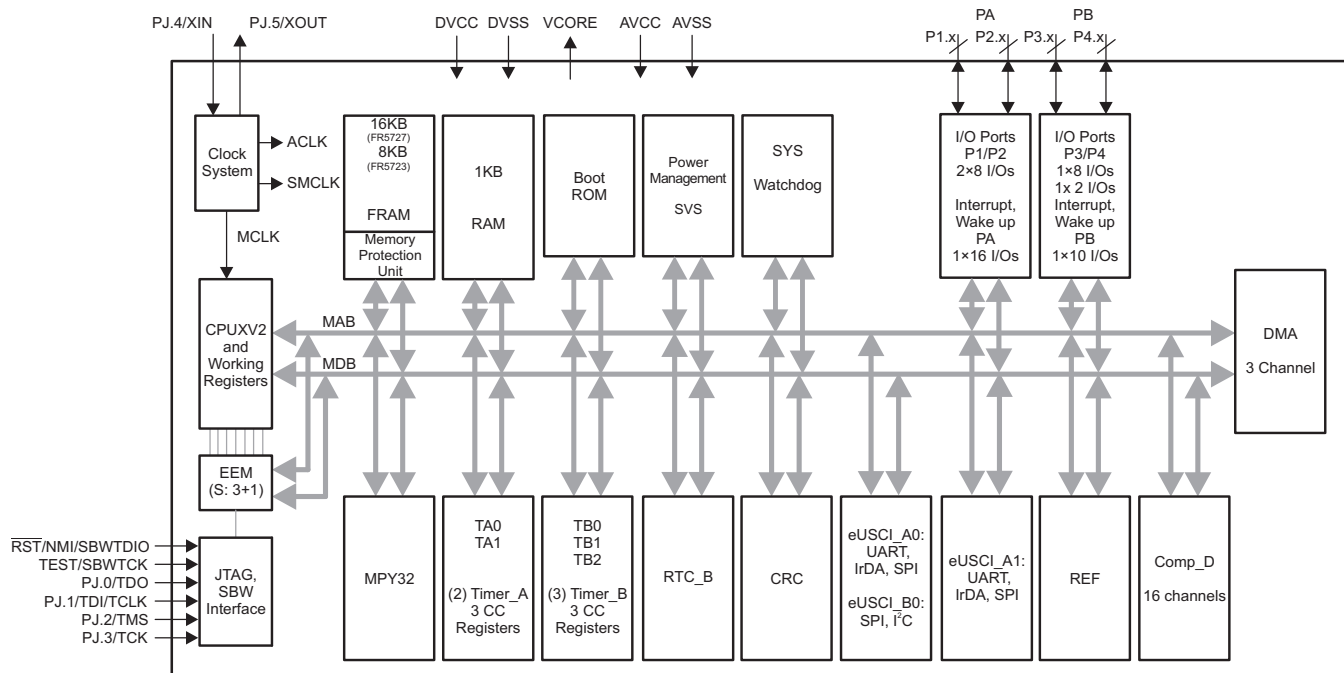 PJ.4/XIN
PJ.5/XOUT
DVCC
DVSS
VCORE
AVCC
AVSS
PA
P1.x
P2.x
PB
P3.x
P4.x
Clock
System
ACLK
SMCLK
MCLK
16KB
(FR5727)
8KB
(FR5723)
FRAM
Memory
Protection
Unit
1KB
RAM
Boot
ROM
Power
Management
SVS
SYS
Watchdog
I/O Ports
P1/P2
2×8 I/Os
Interrupt,
Wake up
PA
1×16 I/Os
I/O Ports
P3/P4
1×8 I/Os
1x 2 I/Os
Interrupt,
Wake up
PB
1×10 I/Os
CPUXV2
and
Working
Registers
MAB
MDB
DMA
3 Channel
EEM
(S: 3+1)
RST/NMI/SBWTDIO
TEST/SBWTCK
PJ.0/TDO
PJ.1/TDI/TCLK
PJ.2/TMS
PJ.3/TCK
JTAG,
SBW
Interface
MPY32
TA0
TA1
(2) Timer_A
3 CC
Registers
TB0
TB1
TB2
(3) Timer_B
3 CC
Registers
RTC_B
CRC
eUSCI_A0:
UART,
IrDA, SPI
eUSCI_B0:
SPI, I²C
eUSCI_A1:
UART,
IrDA, SPI
REF
Comp_D
16 channels